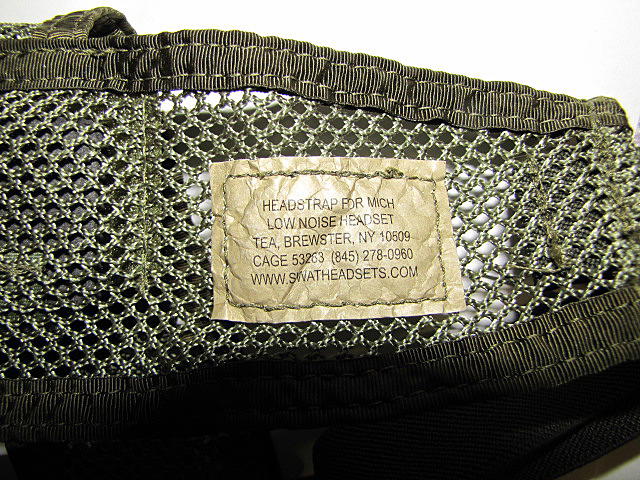 HEADSTRAP FOR MICH
LOW NOISE HEADSET
TEA, BREWSTER, NY 10509
CAGE 53263 (845) 278-0960
WWW.SWATHEADSETS.COM